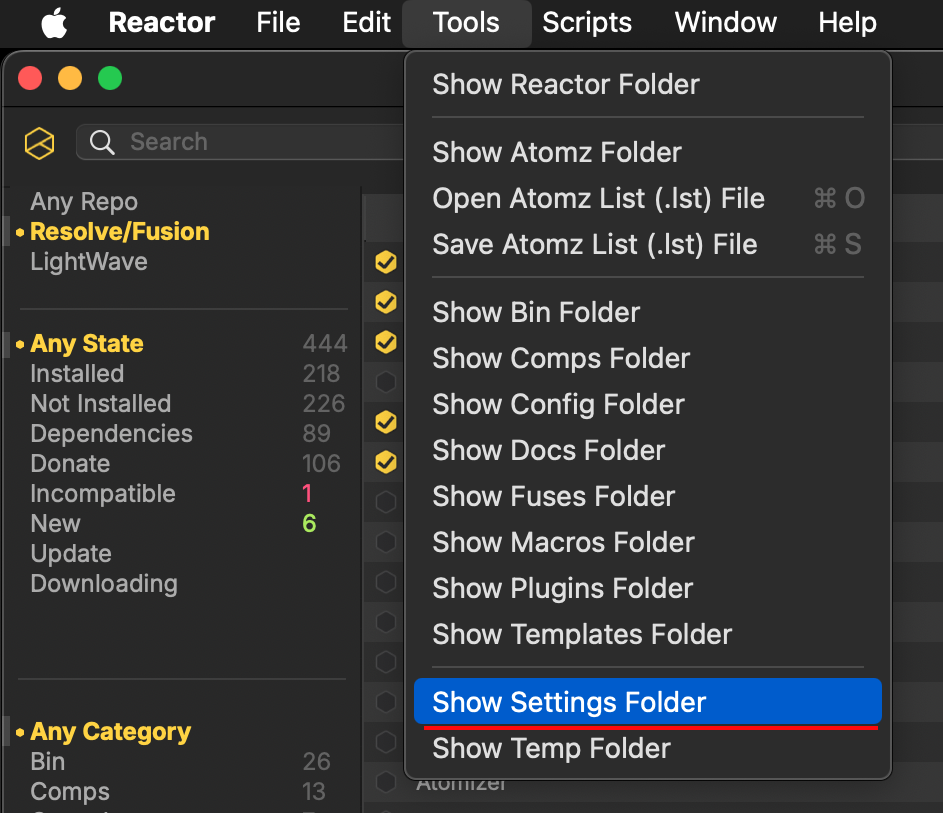 Reactor File Edit Tools Scripts Window Help
Search
Any Repo
Resolve/Fusion
LightWave
Any State 444
Installed 218
Not Installed 226
Dependencies 89
Donate 106
Incompatible 1
New 6
Update
Downloading
Any Category
Bin 26
Comps 13
Show Reactor Folder
Show Atomz Folder
Open Atomz List (.lst) File ⌘ O
Save Atomz List (.lst) File ⌘ S
Show Bin Folder
Show Comps Folder
Show Config Folder
Show Docs Folder
Show Fuses Folder
Show Macros Folder
Show Plugins Folder
Show Templates Folder
Show Settings Folder
Show Temp Folder
Atomizer